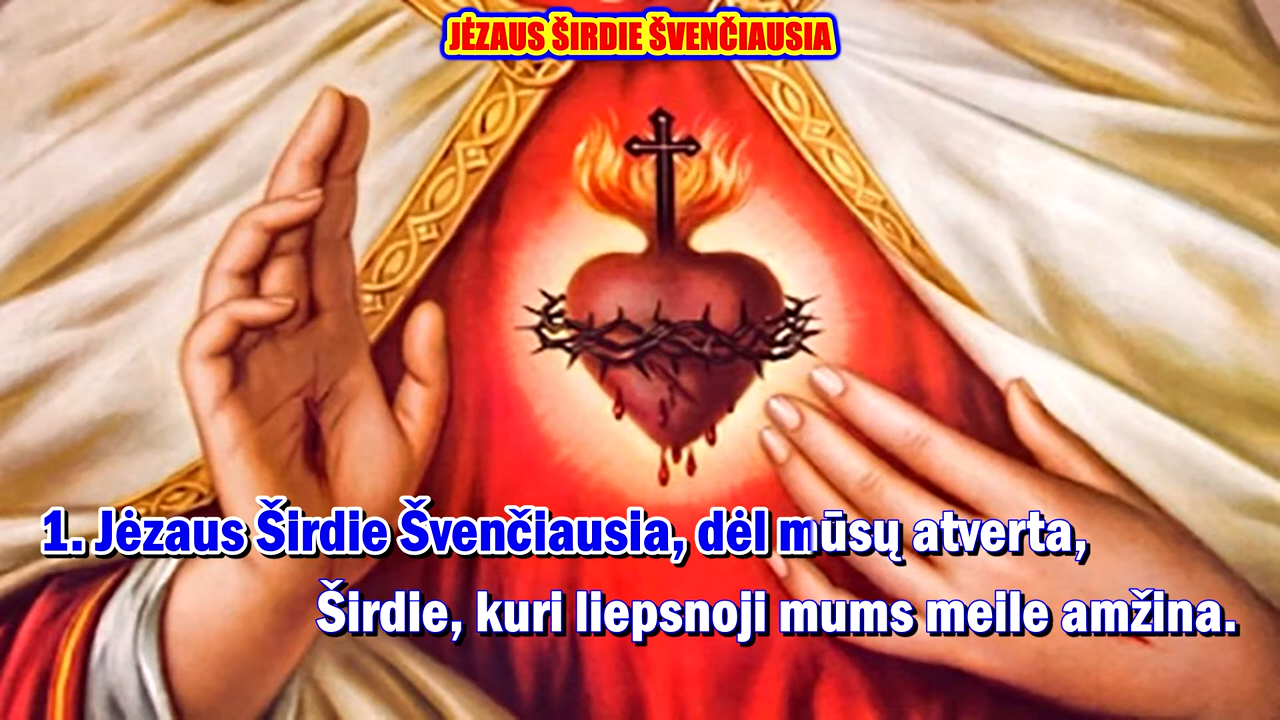 JĖZAUS ŠIRDIE ŠVENČIAUSIA
1. Jėzaus Širdie Švenčiausia, dėl mūsų atverta,
Širdie, kuri liepsnoji mums meile amžina.